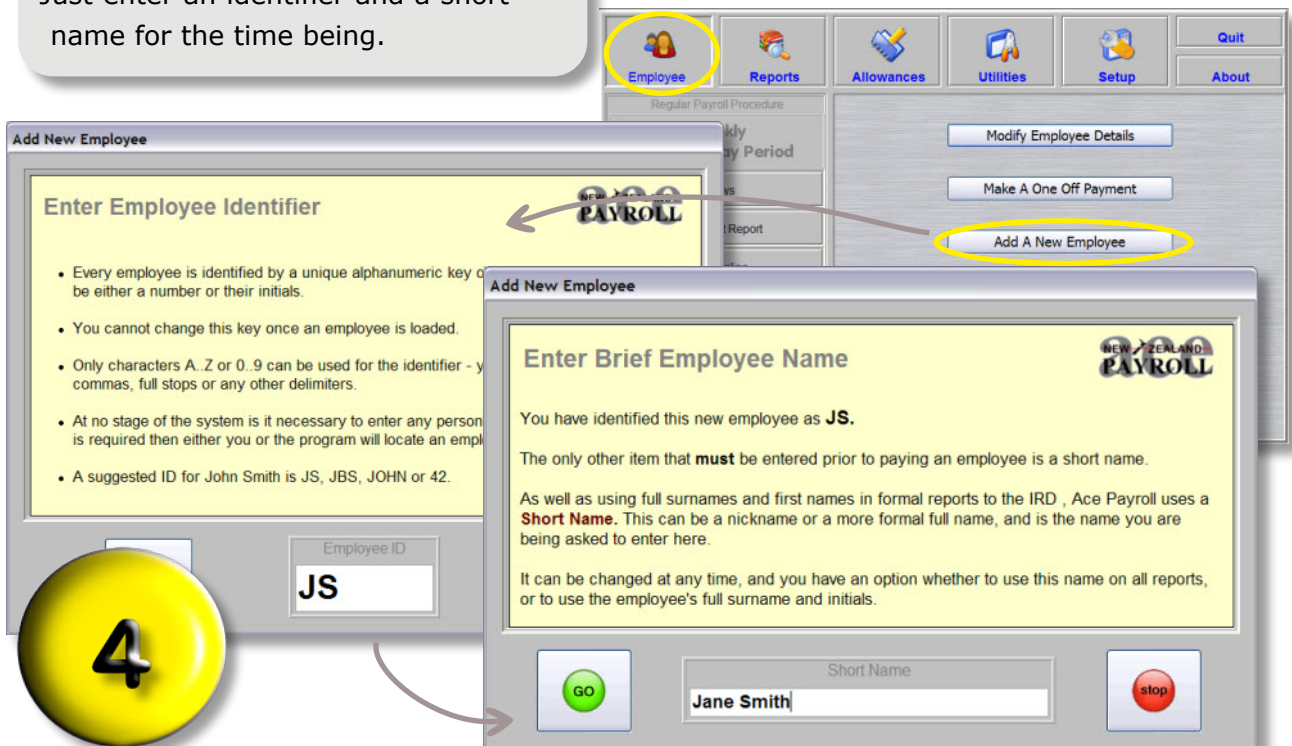 Just enter an identifier and a short
name for the time being.
Employee
Reports
Allowances
Utilities
Setup
Quit
About
Regular Payroll Procedure
Period
Report
Modify Employee Details
Make A One Off Payment
Add A New Employee
Add New Employee
Enter Employee Identifier
PAYROLL
• Every employee is identified by a unique alphanumeric key
be either a number or their initials.
• You cannot change this key once an employee is loaded.
• Only characters A..Z or 0..9 can be used for the identifier -
commas, full stops or any other delimiters.
• At no stage of the system is it necessary to enter any
is required then either you or the program will locate an
• A suggested ID for John Smith is JS, JBS, JOHN or 42.
Employee ID
JS
4
Add New Employee
Enter Brief Employee Name
NEW ZEALAND
PAYROLL
You have identified this new employee as JS.
The only other item that must be entered prior to paying an employee is a short name.
As well as using full surnames and first names in formal reports to the IRD , Ace Payroll uses a
Short Name. This can be a nickname or a more formal full name, and is the name you are
being asked to enter here.
It can be changed at any time, and you have an option whether to use this name on all reports,
or to use the employee's full surname and initials.
GO
Short Name
Jane Smith
stop